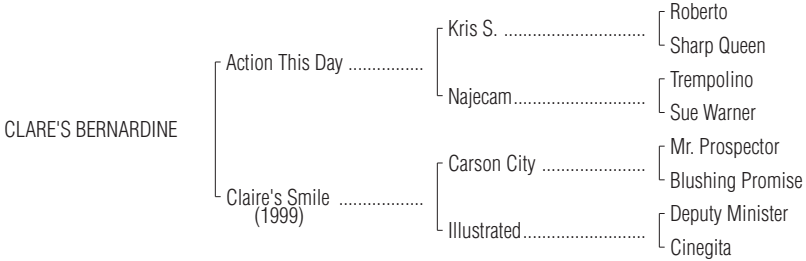 Roberto
Kris S. ..............................
Sharp Queen
Action This Day ................
Trempolino
Najecam............................
Sue Warner
CLARE'S BERNARDINE
Mr. Prospector
Carson City ......................
Blushing Promise
Claire's Smile ..................
(1999)
Deputy Minister
Illustrated..........................
Cinegita